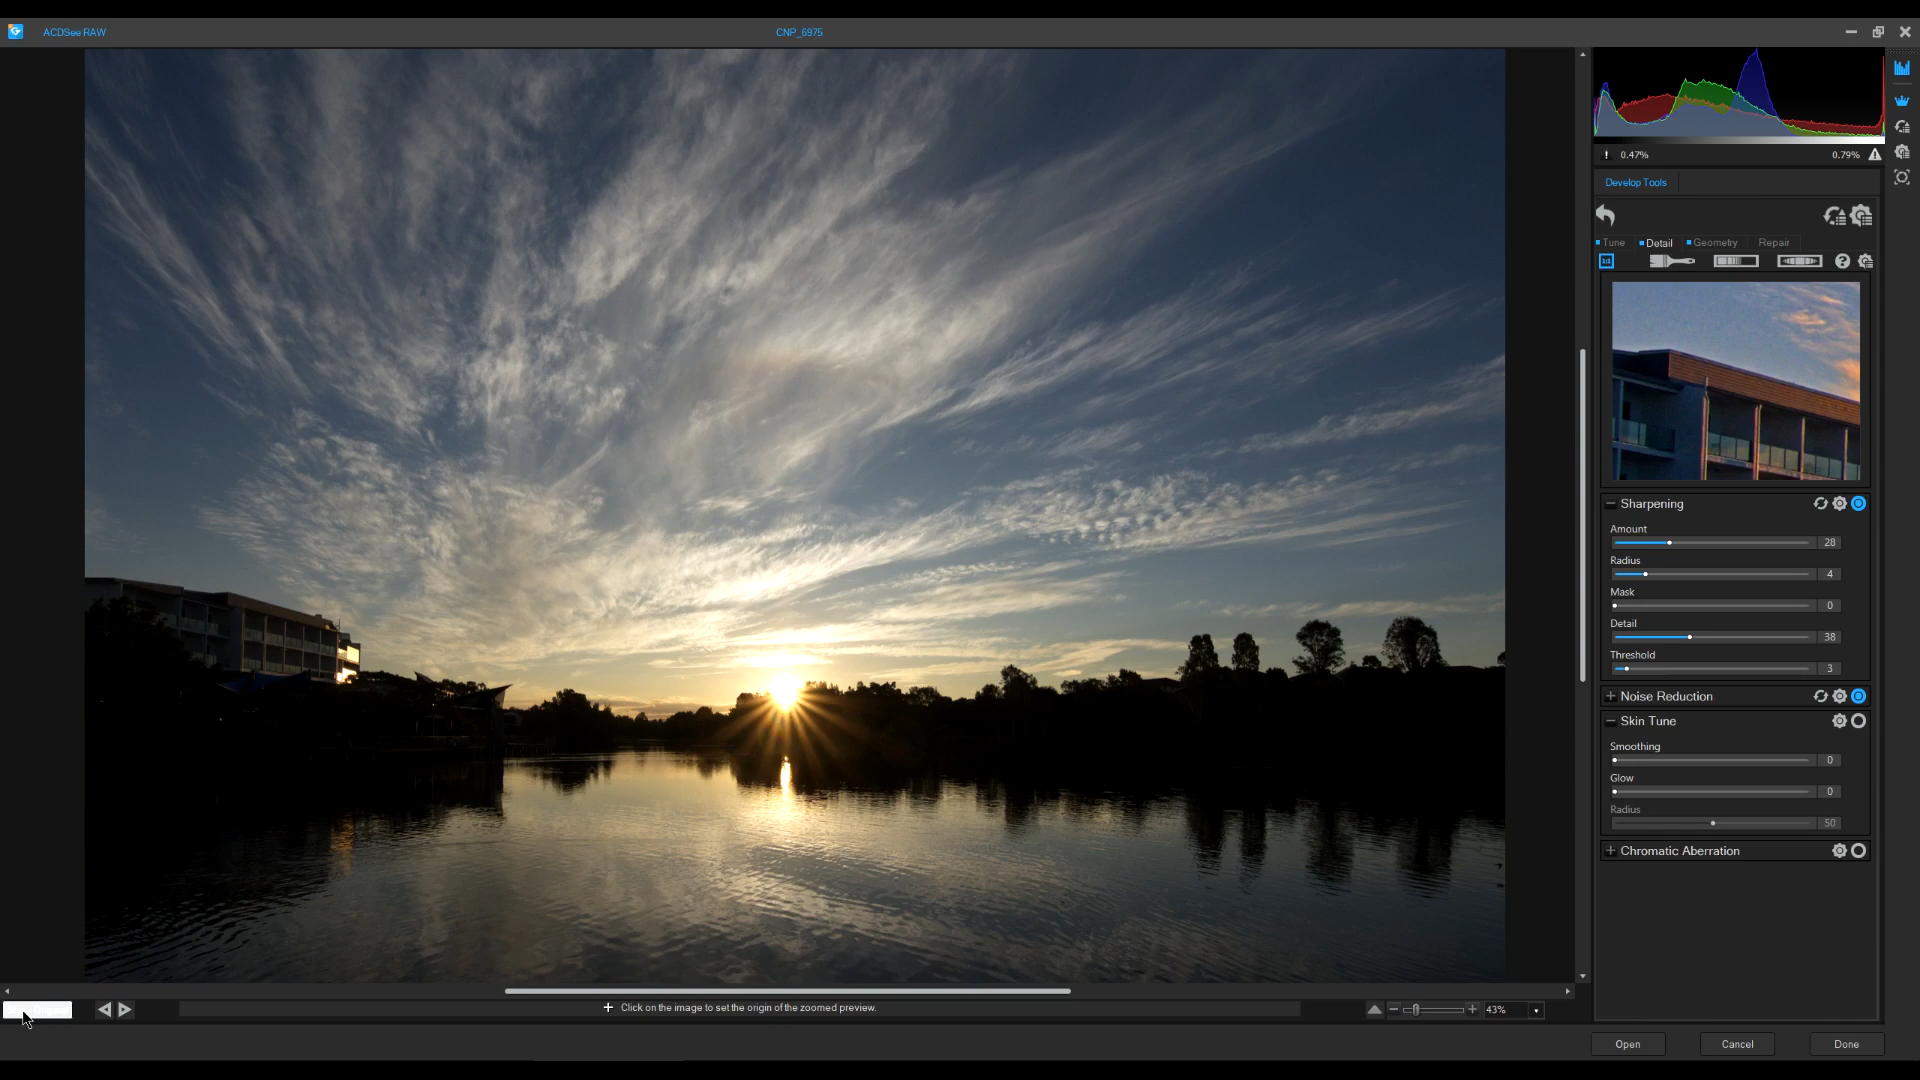 ACDSee RAW
CNP_6975
0.47%
0.79%
Develop Tools
Tune Detail Geometry Repair
1:1
Sharpening
Amount
28
Radius
4
Mask
0
Detail
38
Threshold
3
Noise Reduction
Skin Tune
Smoothing
0
Glow
0
Radius
50
Chromatic Aberration
Click on the image to set the origin of the zoomed preview.
43%
Open Cancel Done